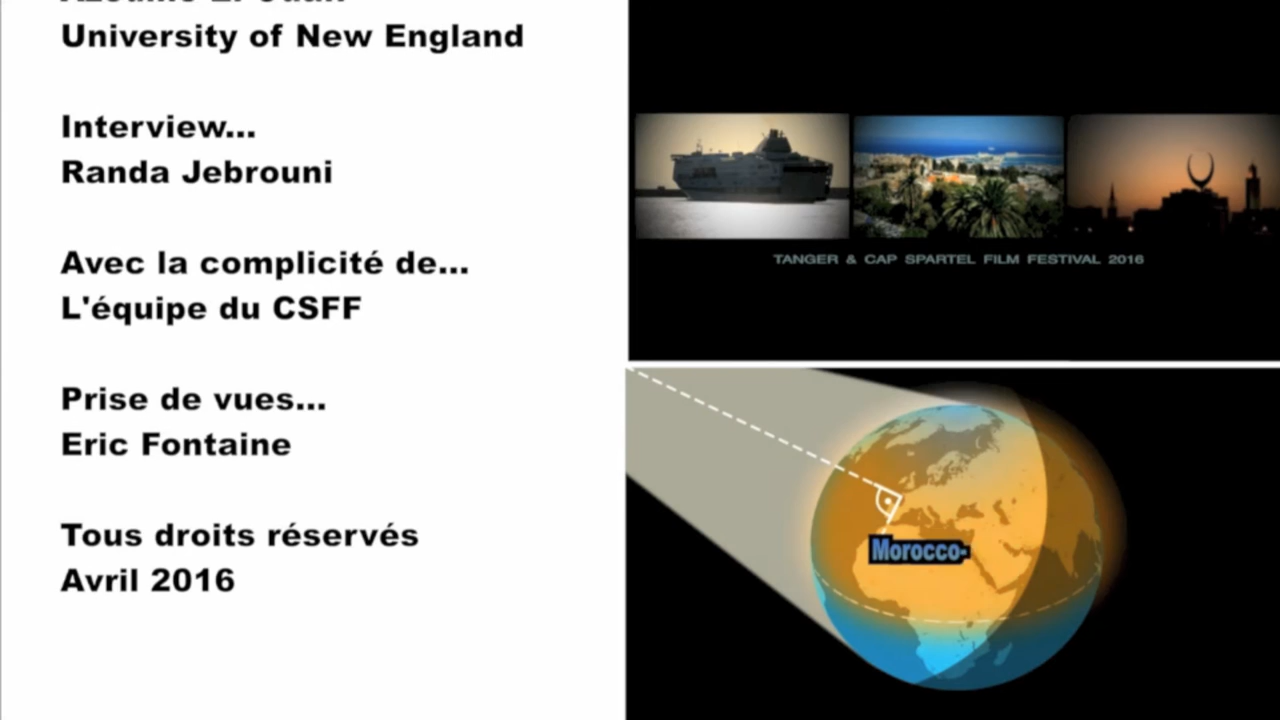 University of New England
Interview...
Randa Jebrouni
Avec la complicité de...
L'équipe du CSFF
Prise de vues...
Eric Fontaine
Tous droits réservés
Avril 2016
TANGER & CAP SPARTEL FILM FESTIVAL 2016
Morocco-